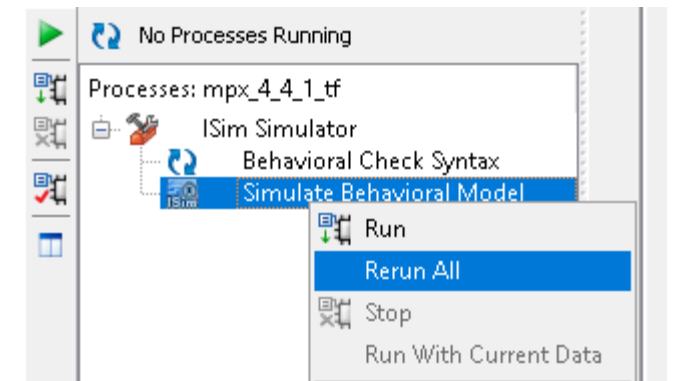 No Processes Running
Processes: mpx_4_4_1_tf
ISim Simulator
Behavioral Check Syntax
ISim Simulate Behavioral Model
Run
Rerun All
Stop
Run With Current Data